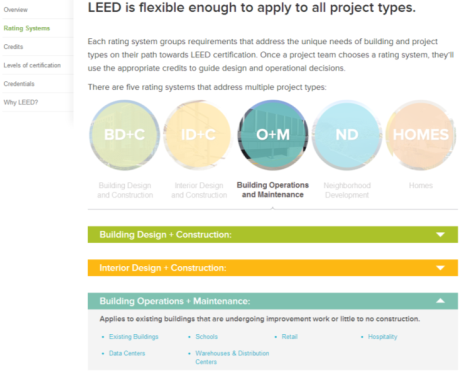 LEED is flexible enough to apply to all project types.
Overview
Rating Systems
Credits
Levels of certification
Credentials
Why LEED?
Each rating system groups requirements that address the unique needs of building and project
types on their path towards LEED certification. Once a project team chooses a rating system, they'll
use the appropriate credits to guide design and operational decisions.
There are five rating systems that address multiple project types:
BD+C
ID+C
O+M
ND
HOMES
Building Design
and Construction
Interior Design
and Construction
Building Operations
and Maintenance
Neighborhood
Development
Homes
Building Design + Construction:
Interior Design + Construction:
Building Operations + Maintenance:
Applies to existing buildings that are undergoing improvement work or little to no construction.
• Existing Buildings
• Schools
• Retail
• Hospitality
• Data Centers
• Warehouses & Distribution
Centers